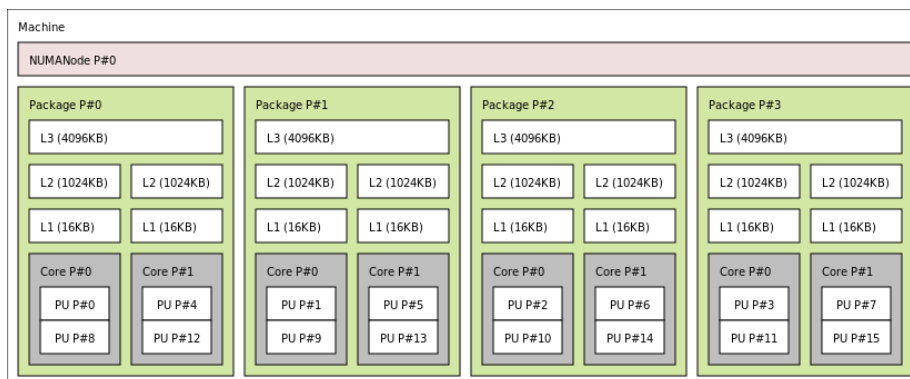 Machine
NUMANode P#0
Package P#0
L3 (4096KB)
L2 (1024KB) L2 (1024KB)
L1 (16KB) L1 (16KB)
Core P#0 Core P#1
PU P#0 PU P#4
PU P#8 PU P#12
Package P#1
L3 (4096KB)
L2 (1024KB) L2 (1024KB)
L1 (16KB) L1 (16KB)
Core P#0 Core P#1
PU P#1 PU P#5
PU P#9 PU P#13
Package P#2
L3 (4096KB)
L2 (1024KB) L2 (1024KB)
L1 (16KB) L1 (16KB)
Core P#0 Core P#1
PU P#2 PU P#6
PU P#10 PU P#14
Package P#3
L3 (4096KB)
L2 (1024KB) L2 (1024KB)
L1 (16KB) L1 (16KB)
Core P#0 Core P#1
PU P#3 PU P#7
PU P#11 PU P#15